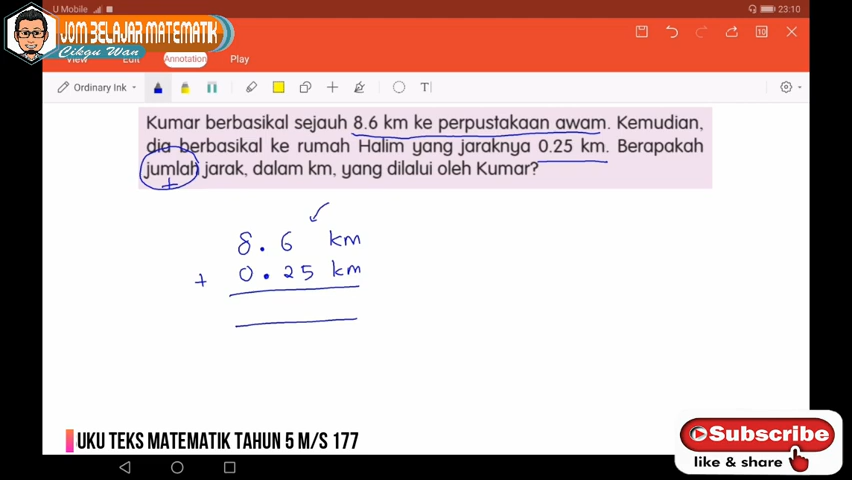 U Mobile
23:10
JOM BELAJAR MATEMATIK
Cikgu Wan
View Edit Annotation Play
10
Ordinary Ink
T
Kumar berbasikal sejauh 8.6 km ke perpustakaan awam. Kemudian,
dia berbasikal ke rumah Halim yang jaraknya 0.25 km. Berapakah
jumlah jarak, dalam km, yang dilalui oleh Kumar?
+
8.6 km
+ 0.25 km
UKU TEKS MATEMATIK TAHUN 5 M/S 177
Subscribe
like & share